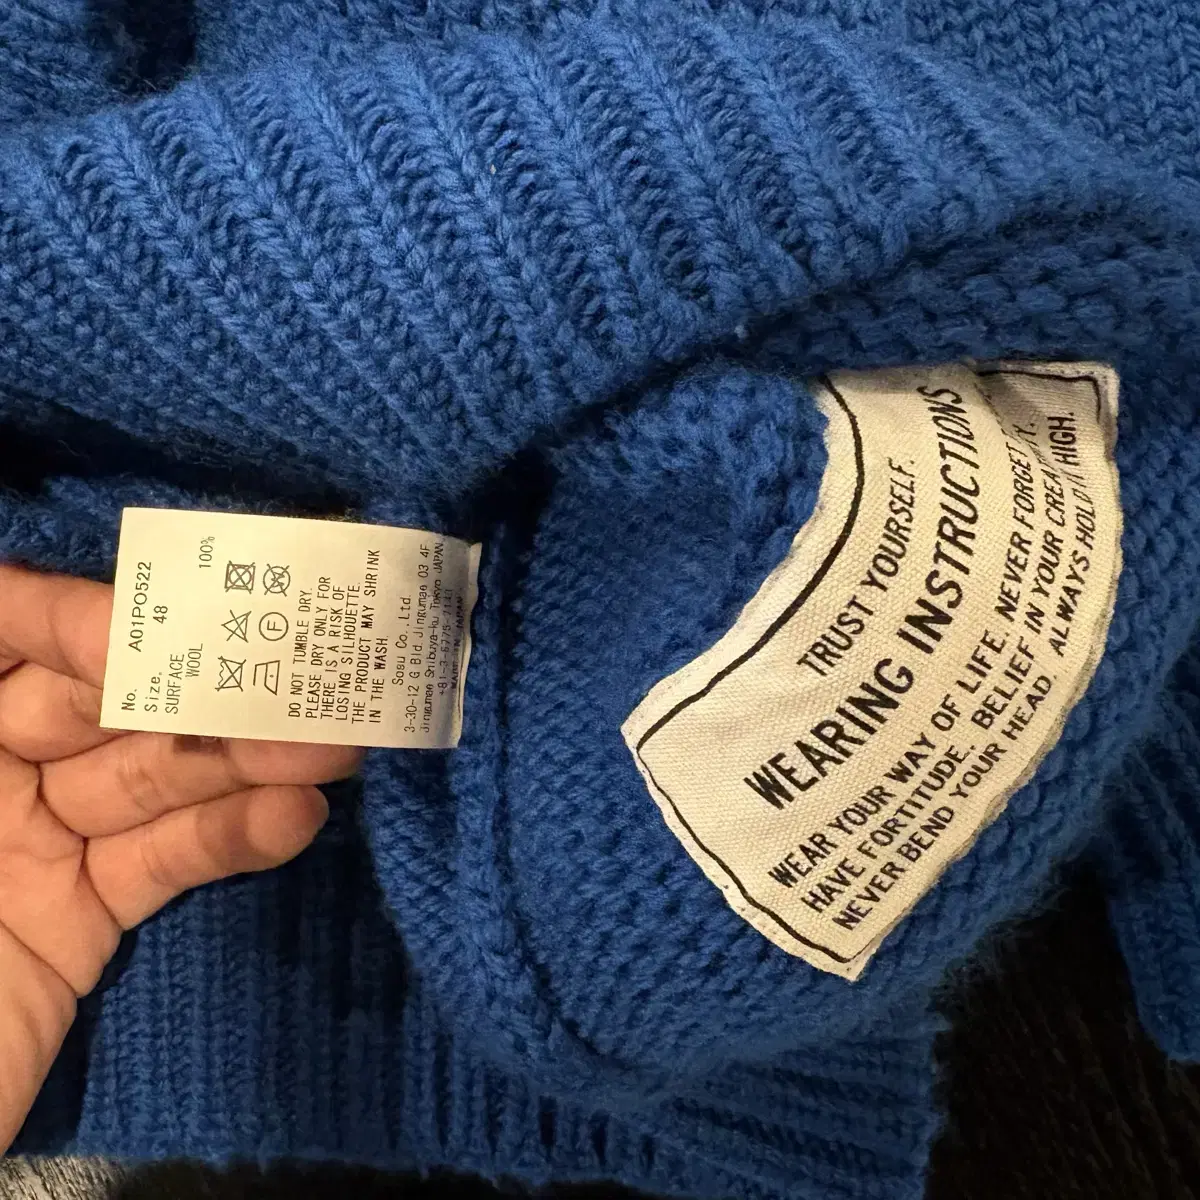 No. A01PO522
Size. 48
SURFACE
WOOL 100%
F
DO NOT TUMBLE DRY.
PLEASE DRY ONLY FOR
THERE IS A RISK OF
LOSING SILHOUETTE.
THE PRODUCT MAY SHRINK
IN THE WASH.
Sosu Co.,Ltd.
3-30-12 G Bld. Jingumae 03 4F
Jingumae Shibuya-ku Tokyo JAPAN
MADE IN JAPAN
TRUST YOURSELF.
WEARING INSTRUCTIONS
WEAR YOUR WAY OF LIFE. NEVER FORGET
HAVE FORTITUDE. BELIEF IN YOUR
NEVER BEND YOUR HEAD. ALWAYS HOLD IT HIGH.